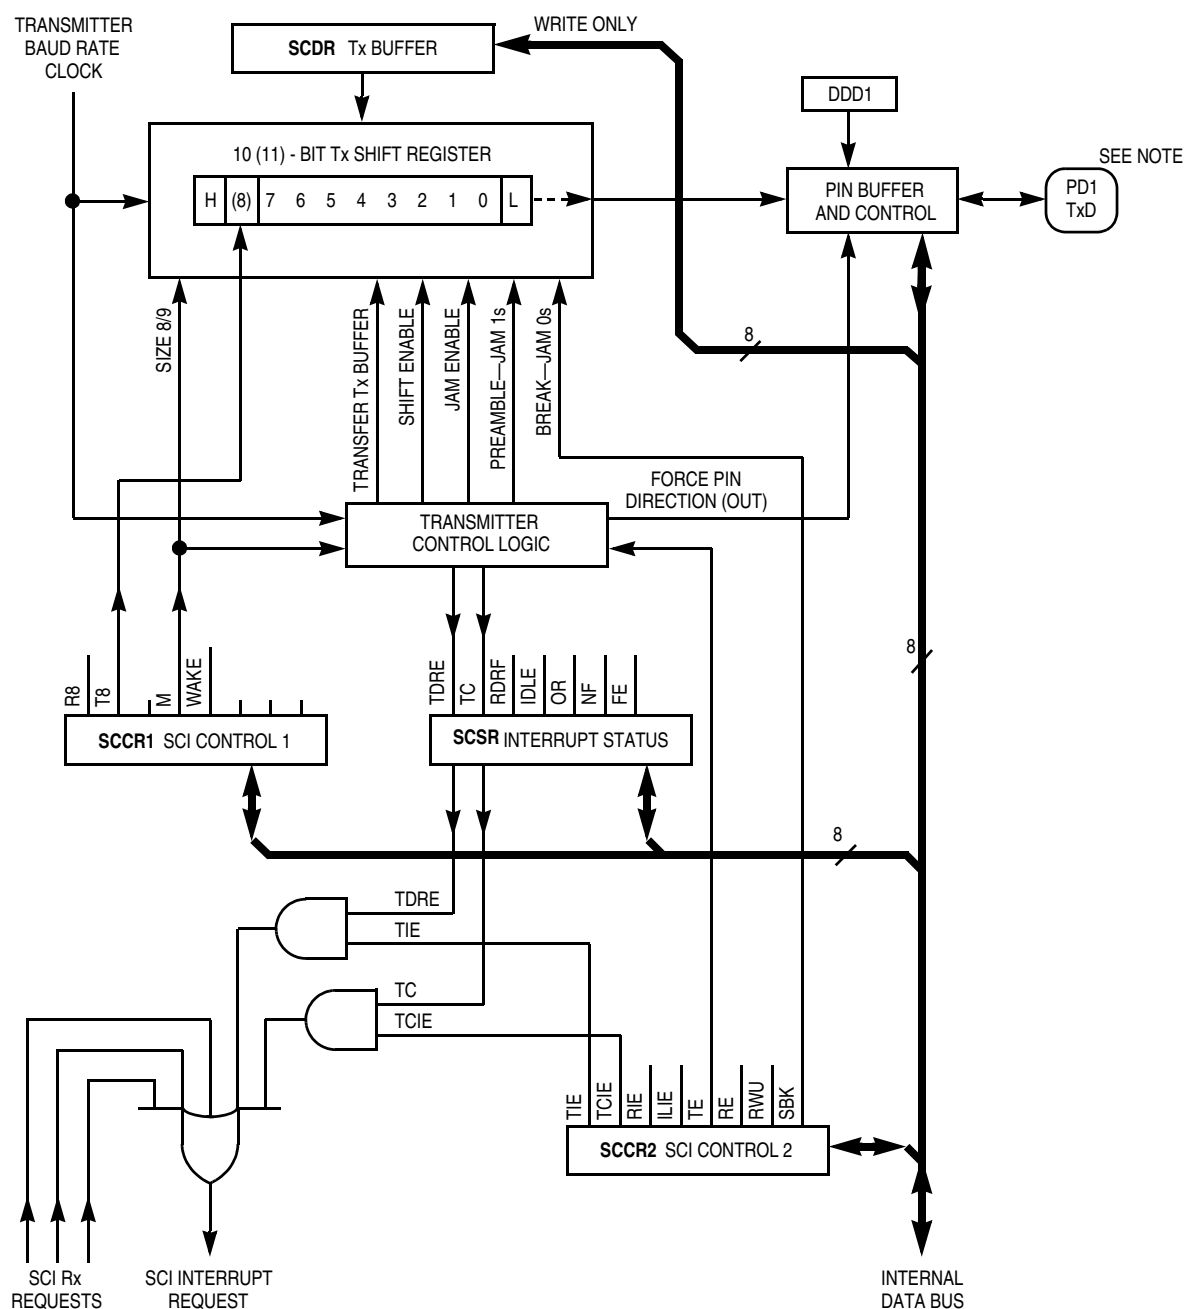 TRANSMITTER
BAUD RATE
CLOCK
SCDR Tx BUFFER
WRITE ONLY
DDD1
10 (11) - BIT Tx SHIFT REGISTER
H (8) 7 6 5 4 3 2 1 0 L
PIN BUFFER
AND CONTROL
SEE NOTE
PD1
TxD
SIZE 8/9
TRANSFER Tx BUFFER
SHIFT ENABLE
JAM ENABLE
PREAMBLE—JAM 1s
BREAK—JAM 0s
8
FORCE PIN
DIRECTION (OUT)
TRANSMITTER
CONTROL LOGIC
8
R8
T8
M
WAKE
TDRE
TC
RDRF
IDLE
OR
NF
FE
SCCR1 SCI CONTROL 1
SCSR INTERRUPT STATUS
8
TDRE
TIE
TC
TCIE
TIE
TCIE
RIE
ILIE
TE
RE
RWU
SBK
SCCR2 SCI CONTROL 2
SCI Rx
REQUESTS
SCI INTERRUPT
REQUEST
INTERNAL
DATA BUS